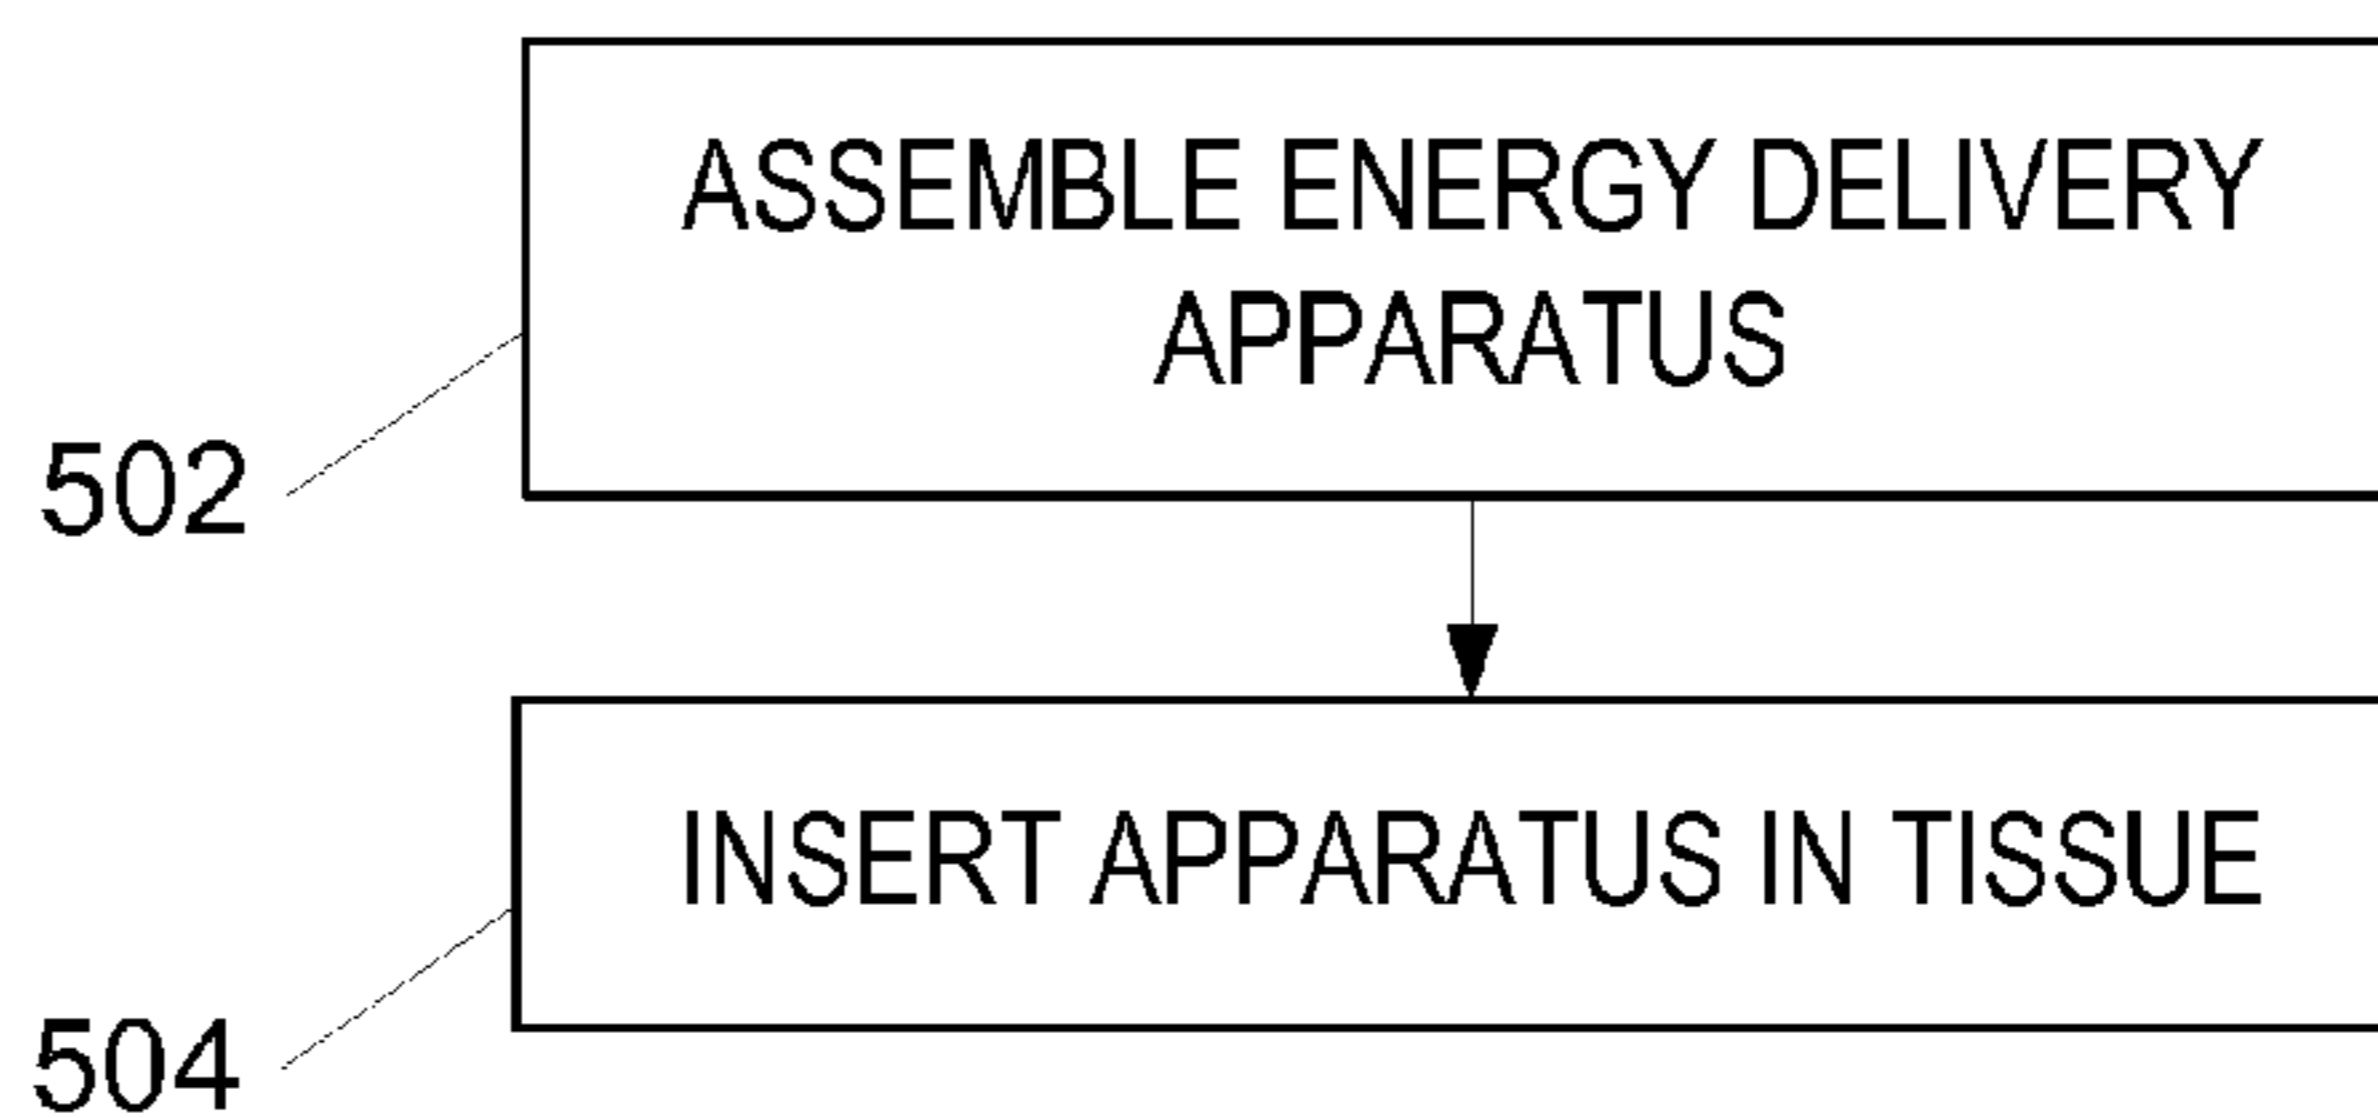 ASSEMBLE ENERGY DELIVERY
APPARATUS
502
INSERT APPARATUS IN TISSUE
504